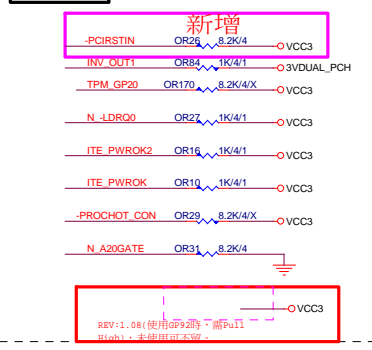 新增
-PCIRSTIN OR26 8.2K/4 VCC3
INV_OUT1 OR84 1K/4/1 3VDUAL_PCH
TPM_GP20 OR170 8.2K/4/X VCC3
N_-LDRQ0 OR27 1K/4/1 VCC3
ITE_PWROK2 OR16 1K/4/1 VCC3
ITE_PWROK OR10 1K/4/1 VCC3
-PROCHOT_CON OR29 8.2K/4/X VCC3
N_A20GATE OR31 8.2K/4
VCC3
REV:1.08(使用GP92時，需Pull
High)；未使用可不留。